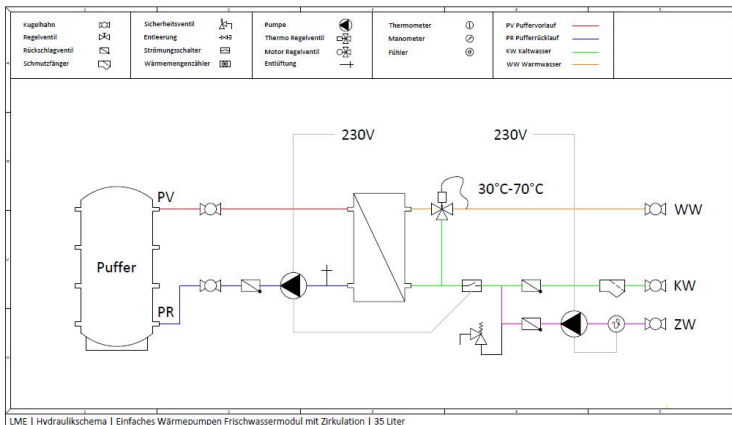 Kugelhahn
Regelventil
Rückschlagventil
Schmutzfänger
Sicherheitsventil
Entleerung
Strömungsschalter
Wärmemengenzähler
Pumpe
Thermo Regelventil
Motor Regelventil
Entlüftung
Thermometer
Manometer
Fühler
PV Puffervorlauf
PR Pufferrücklauf
KW Kaltwasser
WW Warmwasser
230V 230V
PV
30°C-70°C
WW
Puffer
KW
PR
ZW
LME | Hydraulikschema | Einfaches Wärmepumpen Frischwassermodul mit Zirkulation | 35 Liter